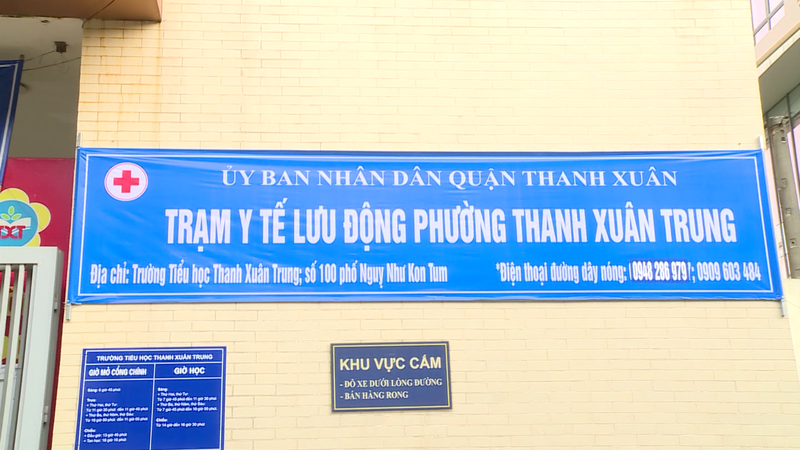 ỦY BAN NHÂN DÂN QUẬN THANH XUÂN
TRẠM Y TẾ LƯU ĐỘNG PHƯỜNG THANH XUÂN TRUNG
Địa chỉ: Trường Tiểu học Thanh Xuân Trung; số 100 phố Ngụy Như Kon Tum
*Điện thoại đường dây nóng: 0948 286 979; 0909 603 484
TXT
TRƯỜNG TIỂU HỌC THANH XUÂN TRUNG
GIỜ MỞ CỔNG CHÍNH
GIỜ HỌC
KHU VỰC CẤM
- ĐỖ XE DƯỚI LÒNG ĐƯỜNG
- BÁN HÀNG RONG